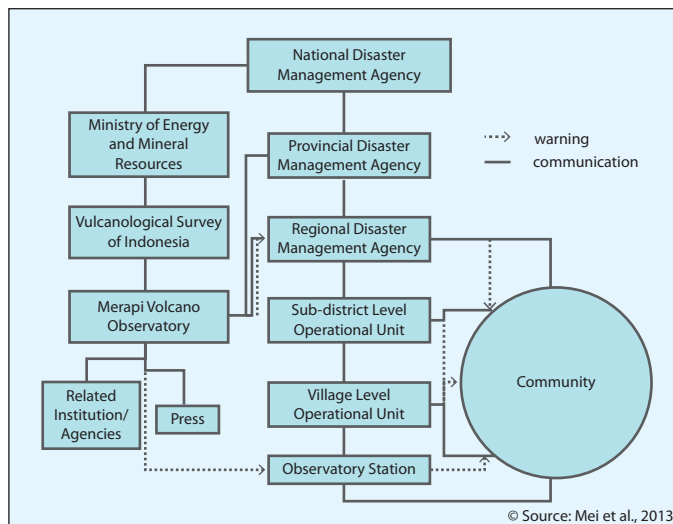 National Disaster
Management Agency
Ministry of Energy
and Mineral
Resources
Provincial Disaster
Management Agency
warning
communication
Vulcanological Survey
of Indonesia
Regional Disaster
Management Agency
Merapi Volcano
Observatory
Sub-district Level
Operational Unit
Community
Related
Institution/
Agencies
Press
Village Level
Operational Unit
Observatory Station
© Source: Mei et al., 2013